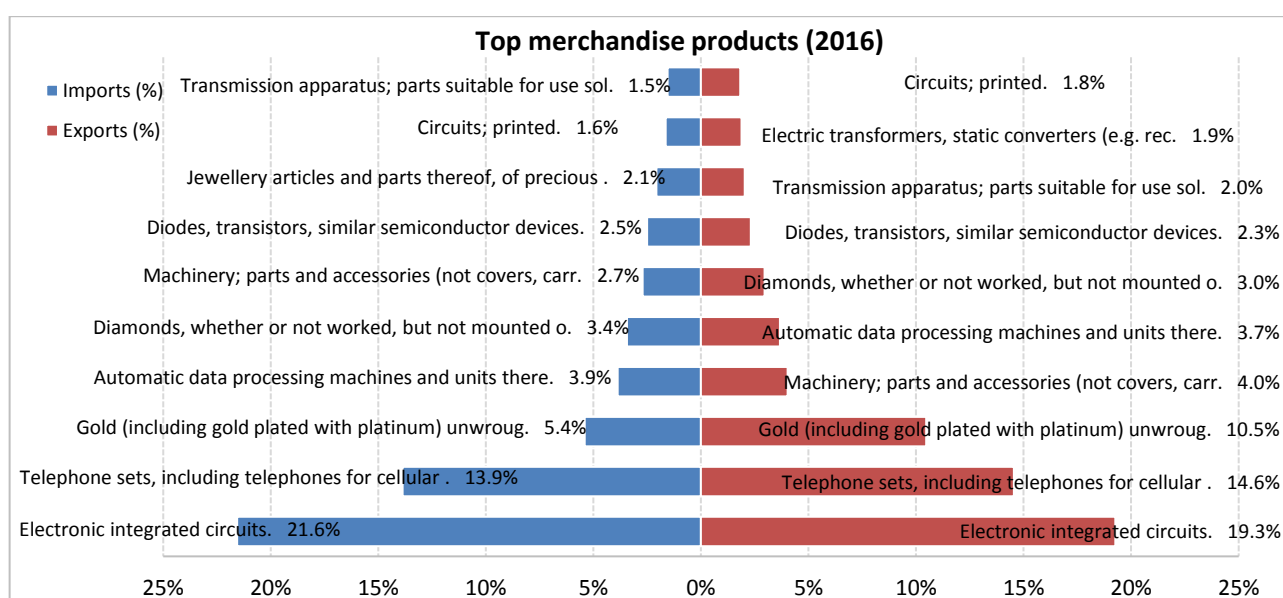 Top merchandise products (2016)
Imports (%)
Exports (%)
Transmission apparatus; parts suitable for use sol. 1.5%
Circuits; printed. 1.8%
Circuits; printed. 1.6%
Electric transformers, static converters (e.g. rec. 1.9%
Jewellery articles and parts thereof, of precious . 2.1%
Transmission apparatus; parts suitable for use sol. 2.0%
Diodes, transistors, similar semiconductor devices. 2.5%
Diodes, transistors, similar semiconductor devices. 2.3%
Machinery; parts and accessories (not covers, carr. 2.7%
Diamonds, whether or not worked, but not mounted o. 3.0%
Diamonds, whether or not worked, but not mounted o. 3.4%
Automatic data processing machines and units there. 3.7%
Automatic data processing machines and units there. 3.9%
Machinery; parts and accessories (not covers, carr. 4.0%
Gold (including gold plated with platinum) unwroug. 5.4%
Gold (including gold plated with platinum) unwroug. 10.5%
Telephone sets, including telephones for cellular . 13.9%
Telephone sets, including telephones for cellular . 14.6%
Electronic integrated circuits. 21.6%
Electronic integrated circuits. 19.3%
25% 20% 15% 10% 5% 0% 5% 10% 15% 20% 25%